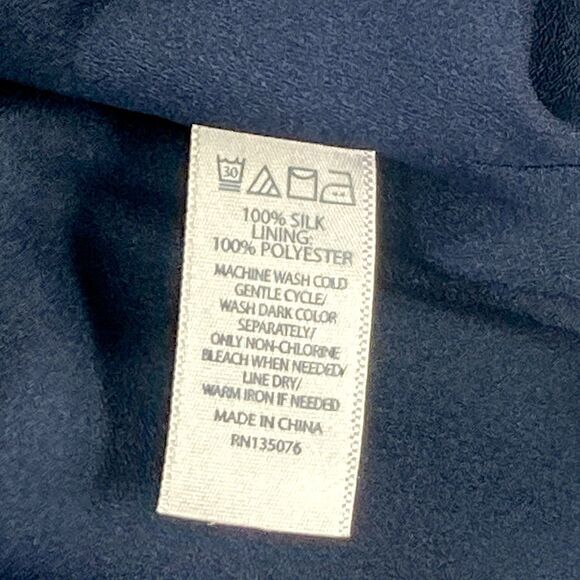 30
100% SILK
LINING:
100% POLYESTER
MACHINE WASH COLD
GENTLE CYCLE/
WASH DARK COLOR
SEPARATELY/
ONLY NON-CHLORINE
BLEACH WHEN NEEDED/
LINE DRY/
WARM IRON IF NEEDED
MADE IN CHINA
RN135076